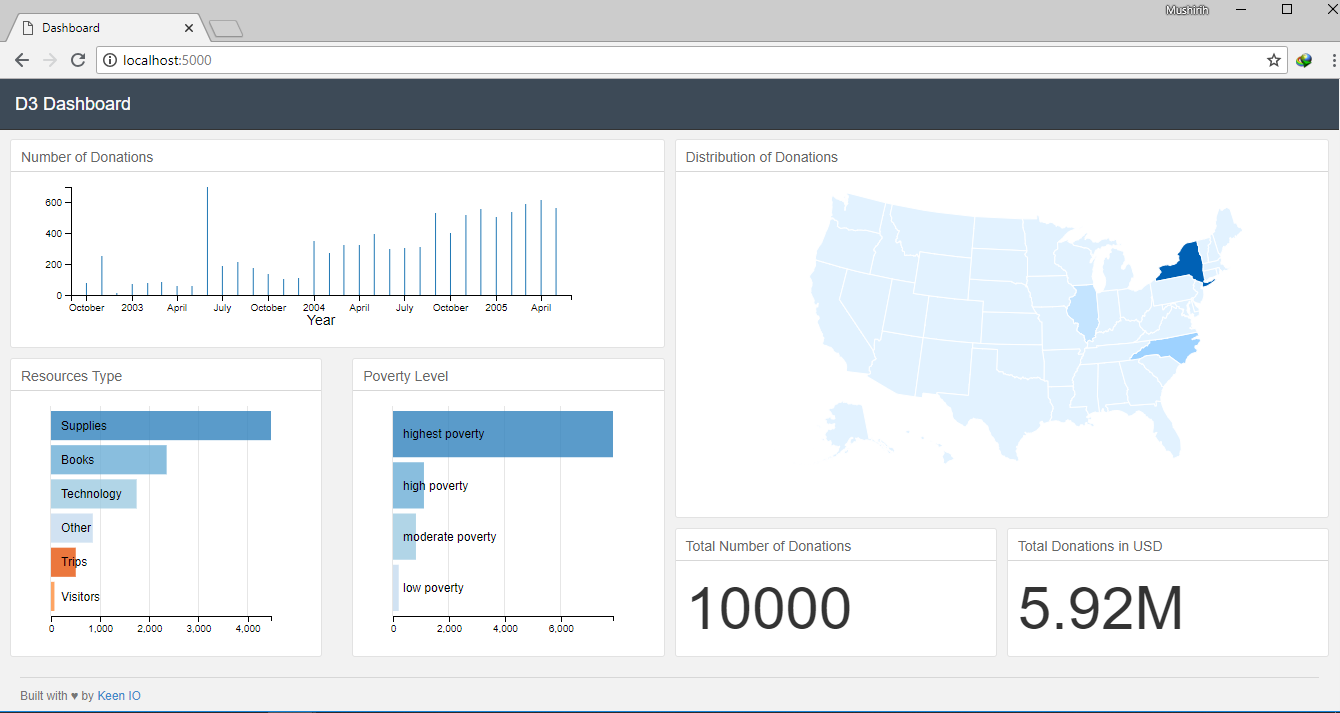 Mushirih
Dashboard
localhost:5000
D3 Dashboard
Number of Donations
600
400
200
0
October 2003 April July October 2004 April July October 2005 April
Year
Distribution of Donations
Resources Type
Supplies
Books
Technology
Other
Trips
Visitors
0 1,000 2,000 3,000 4,000
Poverty Level
highest poverty
high poverty
moderate poverty
low poverty
0 2,000 4,000 6,000
Total Number of Donations
10000
Total Donations in USD
5.92M
Built with ♥ by Keen IO